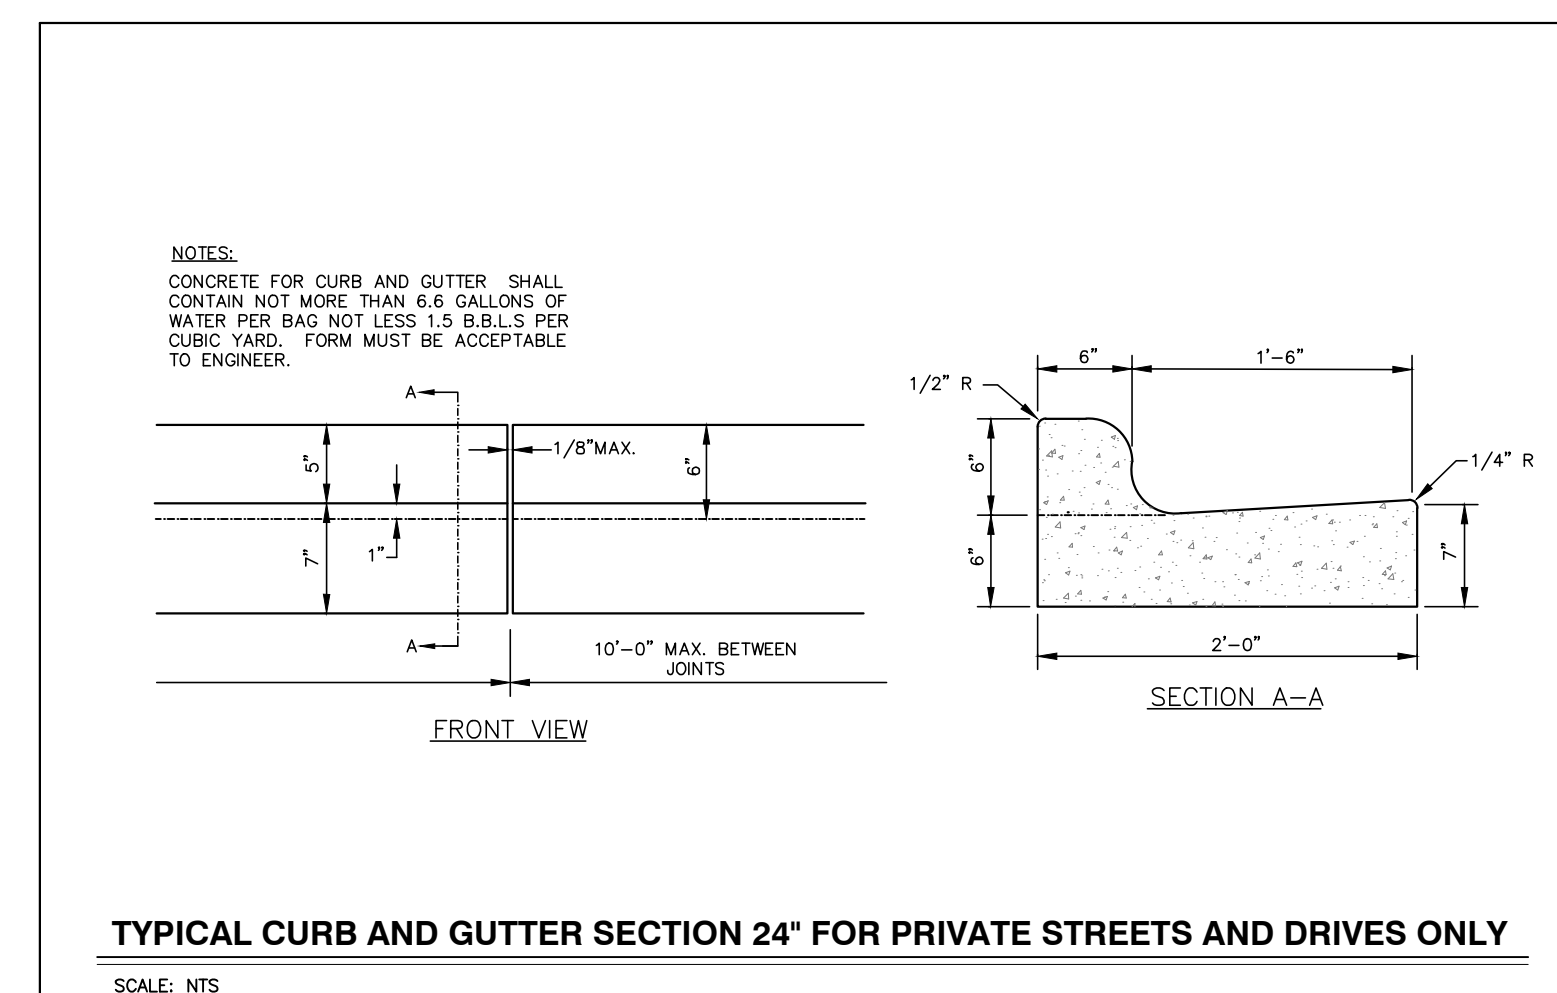 NOTES:
CONCRETE FOR CURB AND GUTTER SHALL
CONTAIN NOT MORE THAN 6.6 GALLONS OF
WATER PER BAG NOT LESS 1.5 B.B.L.S PER
CUBIC YARD. FORM MUST BE ACCEPTABLE
TO ENGINEER.
A
5"
1/8"MAX.
6"
7"
1"
A
10'-0" MAX. BETWEEN
JOINTS
FRONT VIEW
6"
1'-6"
1/2" R
6"
1/4" R
6"
7"
2'-0"
SECTION A-A
TYPICAL CURB AND GUTTER SECTION 24" FOR PRIVATE STREETS AND DRIVES ONLY
SCALE: NTS